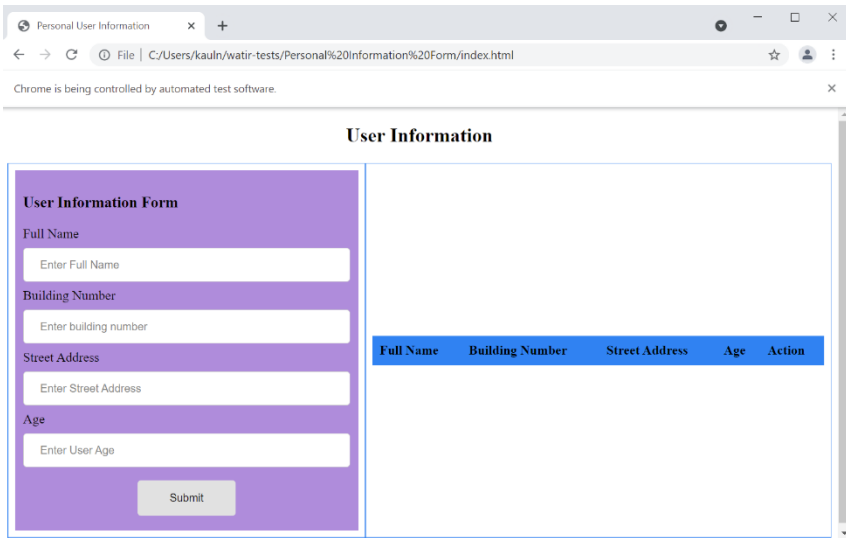 Personal User Information
File | C:/Users/kauln/watir-tests/Personal%20Information%20Form/index.html
Chrome is being controlled by automated test software.
User Information
User Information Form
Full Name
Enter Full Name
Building Number
Enter building number
Street Address
Enter Street Address
Age
Enter User Age
Submit
Full Name Building Number Street Address Age Action